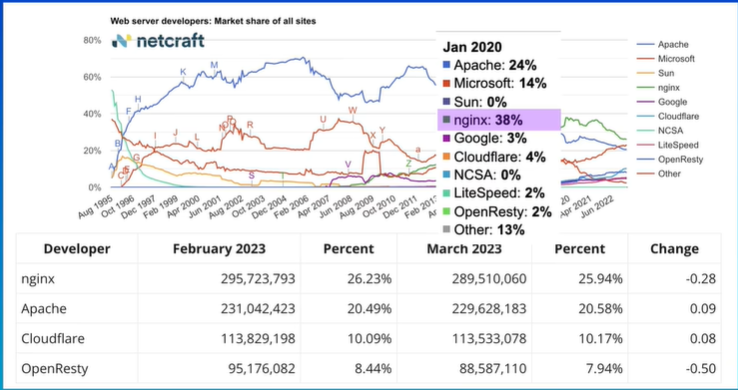 Web server developers: Market share of all sites
netcraft
80%
60%
40%
20%
0%
K
M
H
F
B
A
C
E
G
I
J
L
N
O
P
Q
R
S
T
U
W
V
X
Y
Z
a
Aug 1995
Oct 1996
Dec 1997
Feb 1999
Apr 2000
Jun 2001
Aug 2002
Oct 2003
Dec 2004
Feb 2006
Apr 2007
Jun 2008
Aug 2009
Oct 2010
Dec 2011
Feb 201
Ap
20
Apr 2021
Jun 2022
Jan 2020
Apache: 24%
Microsoft: 14%
Sun: 0%
nginx: 38%
Google: 3%
Cloudflare: 4%
NCSA: 0%
LiteSpeed: 2%
OpenResty: 2%
Other: 13%
Apache
Microsoft
Sun
nginx
Google
Cloudflare
NCSA
LiteSpeed
OpenResty
Other
Developer February 2023 Percent March 2023 Percent Change
nginx 295,723,793 26.23% 289,510,060 25.94% -0.28
Apache 231,042,423 20.49% 229,628,183 20.58% 0.09
Cloudflare 113,829,198 10.09% 113,533,078 10.17% 0.08
OpenResty 95,176,082 8.44% 88,587,110 7.94% -0.50